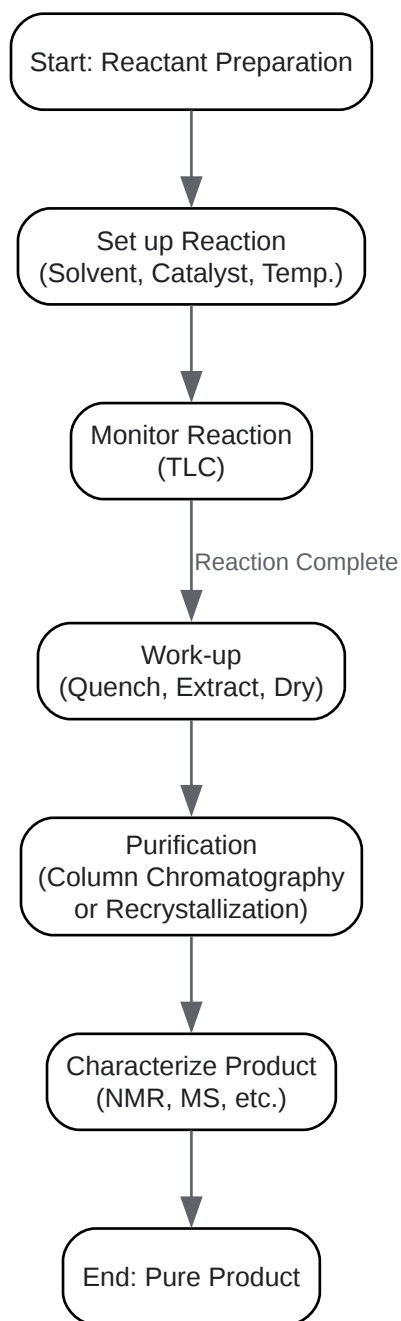 Start: Reactant Preparation
Set up Reaction
(Solvent, Catalyst, Temp.)
Monitor Reaction
(TLC)
Reaction Complete
Work-up
(Quench, Extract, Dry)
Purification
(Column Chromatography
or Recrystallization)
Characterize Product
(NMR, MS, etc.)
End: Pure Product